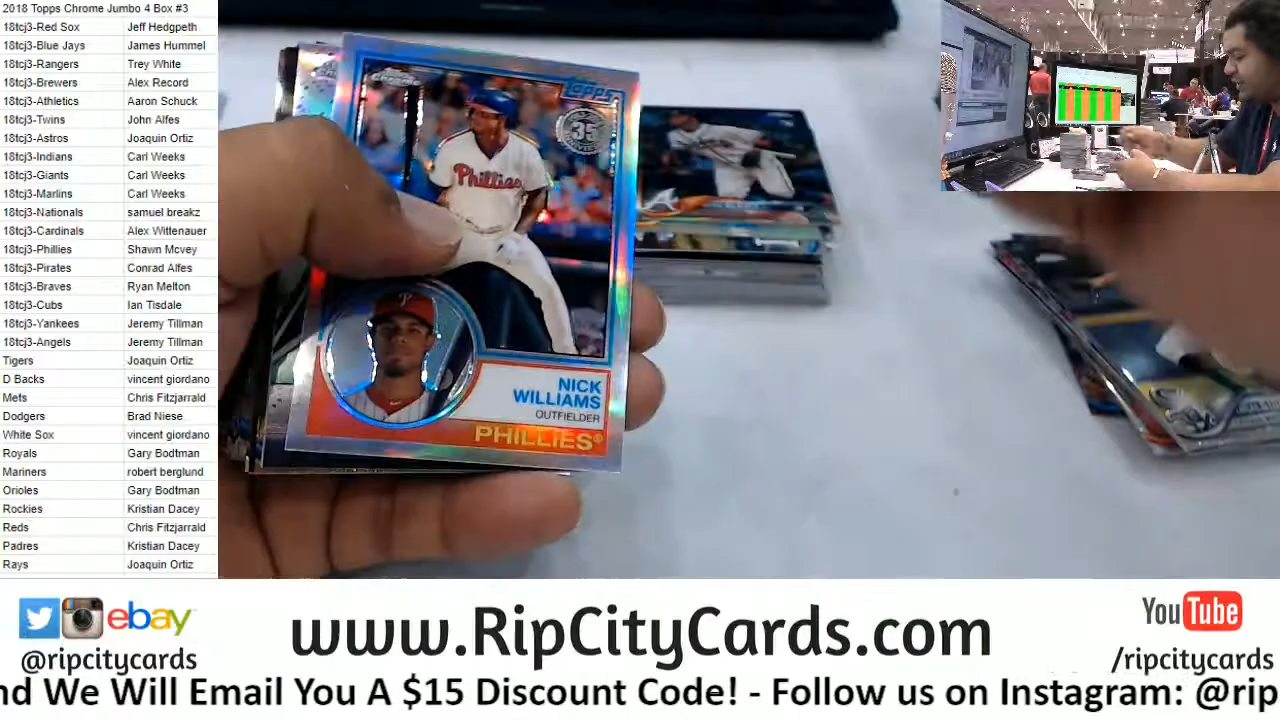 2018 Topps Chrome Jumbo 4 Box #3
18tcj3-Red Sox Jeff Hedgpeth
18tcj3-Blue Jays James Hummel
18tcj3-Rangers Trey White
18tcj3-Brewers Alex Record
18tcj3-Athletics Aaron Schuck
18tcj3-Twins John Alfes
18tcj3-Astros Joaquin Ortiz
18tcj3-Indians Carl Weeks
18tcj3-Giants Carl Weeks
18tcj3-Marlins Carl Weeks
18tcj3-Nationals samuel breakz
18tcj3-Cardinals Alex Wittenauer
18tcj3-Phillies Shawn Mcvey
18tcj3-Pirates Conrad Alfes
18tcj3-Braves Ryan Melton
18tcj3-Cubs Ian Tisdale
18tcj3-Yankees Jeremy Tillman
18tcj3-Angels Jeremy Tillman
Tigers Joaquin Ortiz
D Backs vincent giordano
Mets Chris Fitzjarrald
Dodgers Brad Niese
White Sox vincent giordano
Royals Gary Bodtman
Mariners robert berglund
Orioles Gary Bodtman
Rockies Kristian Dacey
Reds Chris Fitzjarrald
Padres Kristian Dacey
Rays Joaquin Ortiz
Chrome
Topps
35
Phillies
P
NICK
WILLIAMS
OUTFIELDER
PHILLIES®
ebay
@ripcitycards
www.RipCityCards.com
YouTube
/ripcitycards
nd We Will Email You A $15 Discount Code! - Follow us on Instagram: @rip